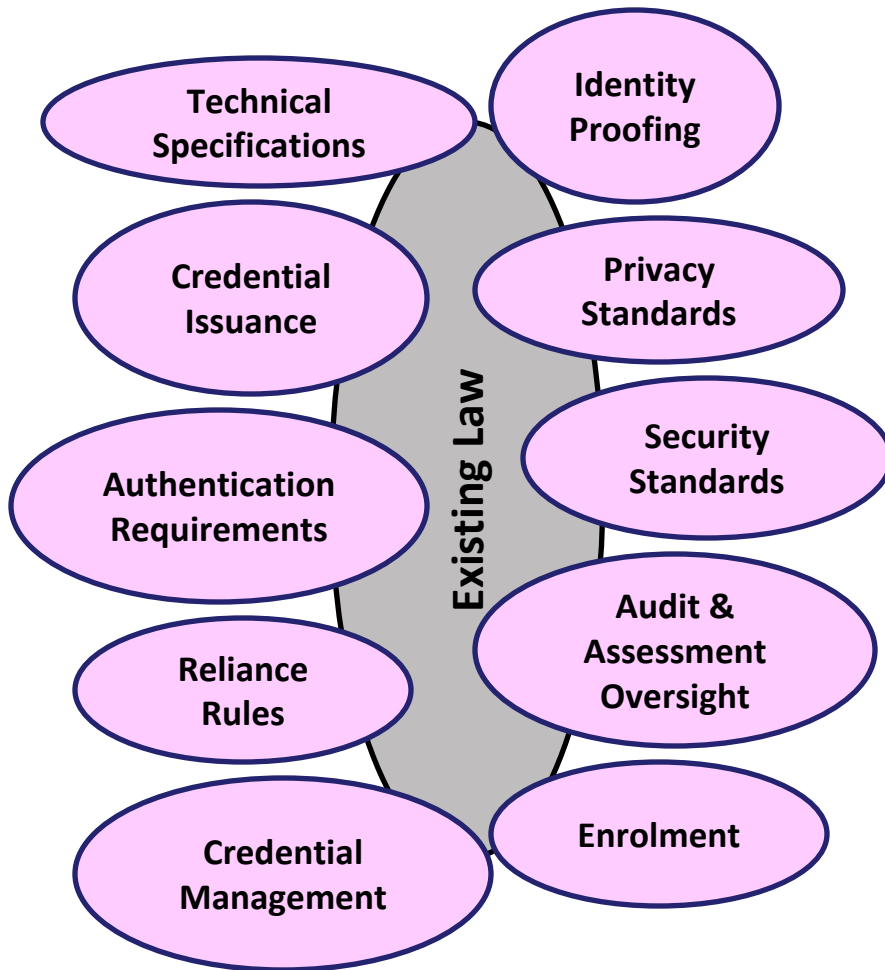 Technical
Specifications
Identity
Proofing
Credential
Issuance
Privacy
Standards
Existing Law
Authentication
Requirements
Security
Standards
Reliance
Rules
Audit &
Assessment
Oversight
Credential
Management
Enrolment